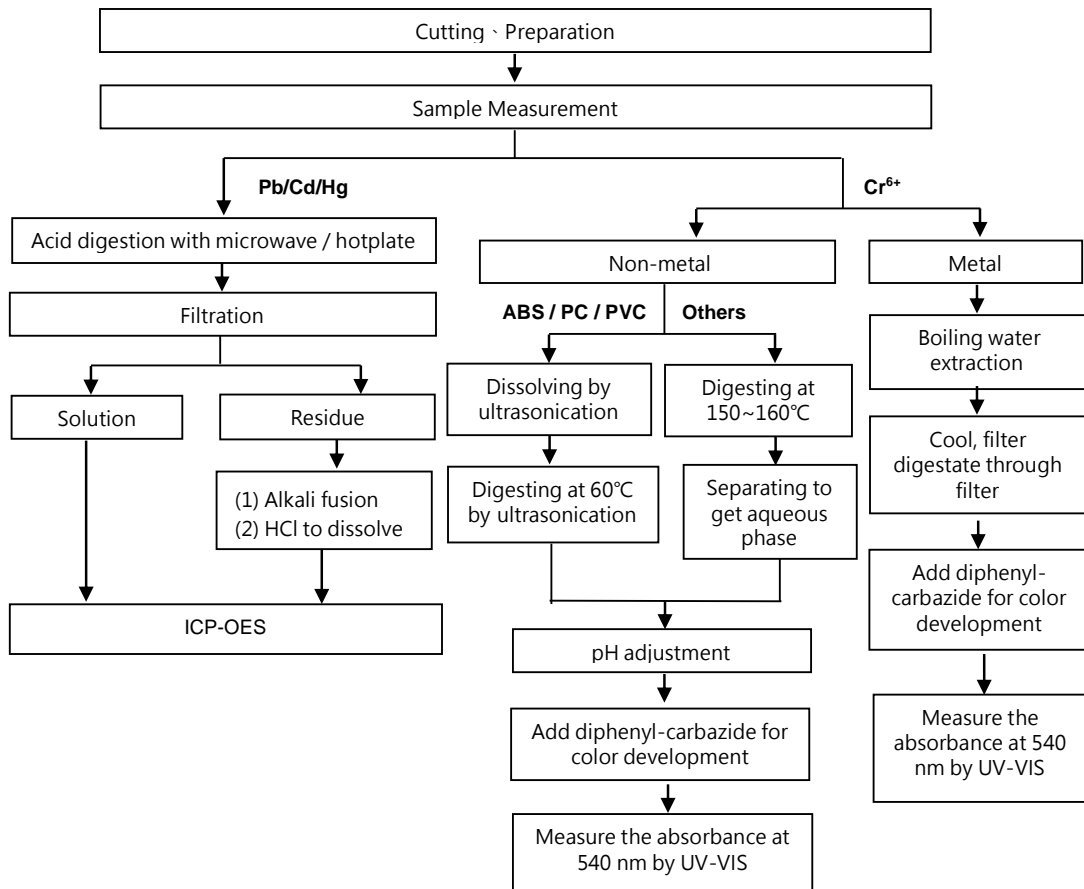 Cutting、Preparation
Sample Measurement
Pb/Cd/Hg
Cr⁶⁺
Acid digestion with microwave / hotplate
Filtration
Solution
Residue
(1) Alkali fusion
(2) HCl to dissolve
ICP-OES
Non-metal
ABS / PC / PVC
Others
Dissolving by
ultrasonication
Digesting at 60℃
by ultrasonication
Digesting at
150~160℃
Separating to
get aqueous
phase
pH adjustment
Add diphenyl-carbazide for
color development
Measure the absorbance at
540 nm by UV-VIS
Metal
Boiling water
extraction
Cool, filter
digestate through
filter
Add diphenyl-
carbazide for color
development
Measure the
absorbance at 540
nm by UV-VIS